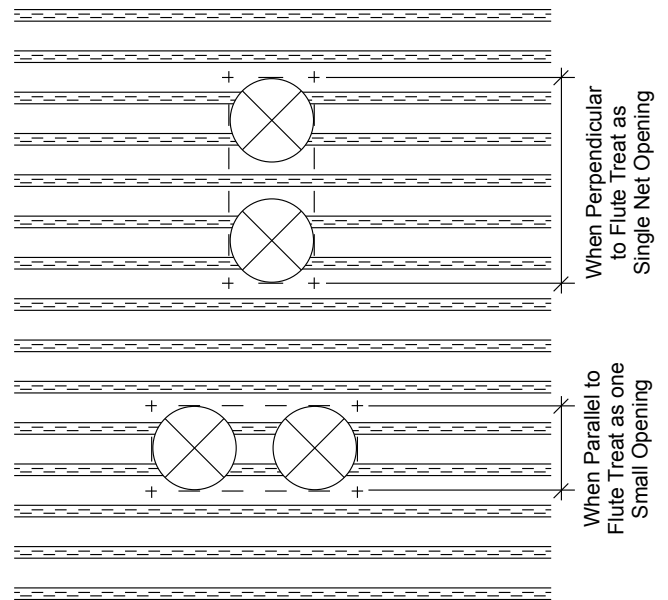 When Perpendicular
to Flute Treat as
Single Net Opening
When Parallel to
Flute Treat as one
Small Opening